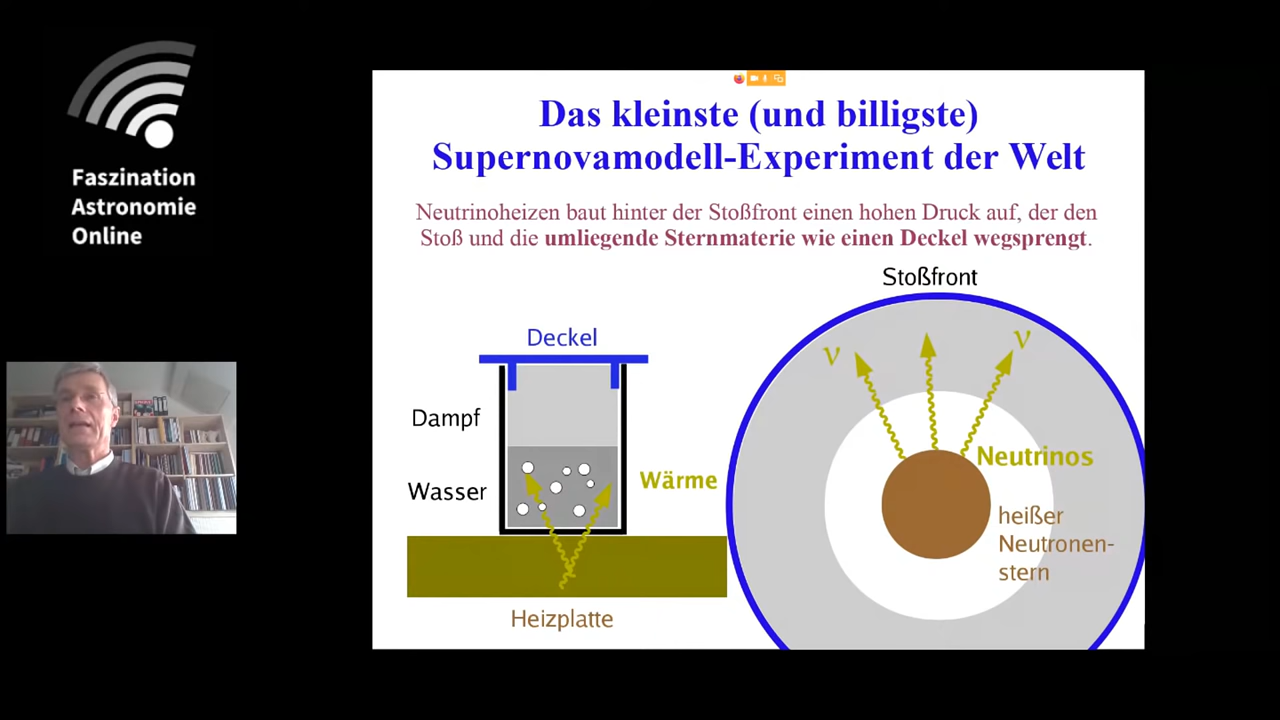 Faszination
Astronomie
Online
Das kleinste (und billigste)
Supernovamodell-Experiment der Welt
Neutrinoheizen baut hinter der Stoßfront einen hohen Druck auf, der den
Stoß und die umliegende Sternmaterie wie einen Deckel wegsprengt.
Stoßfront
Deckel
ν
ν
Dampf
Neutrinos
Wärme
Wasser
heißer
Neutronen-
stern
Heizplatte